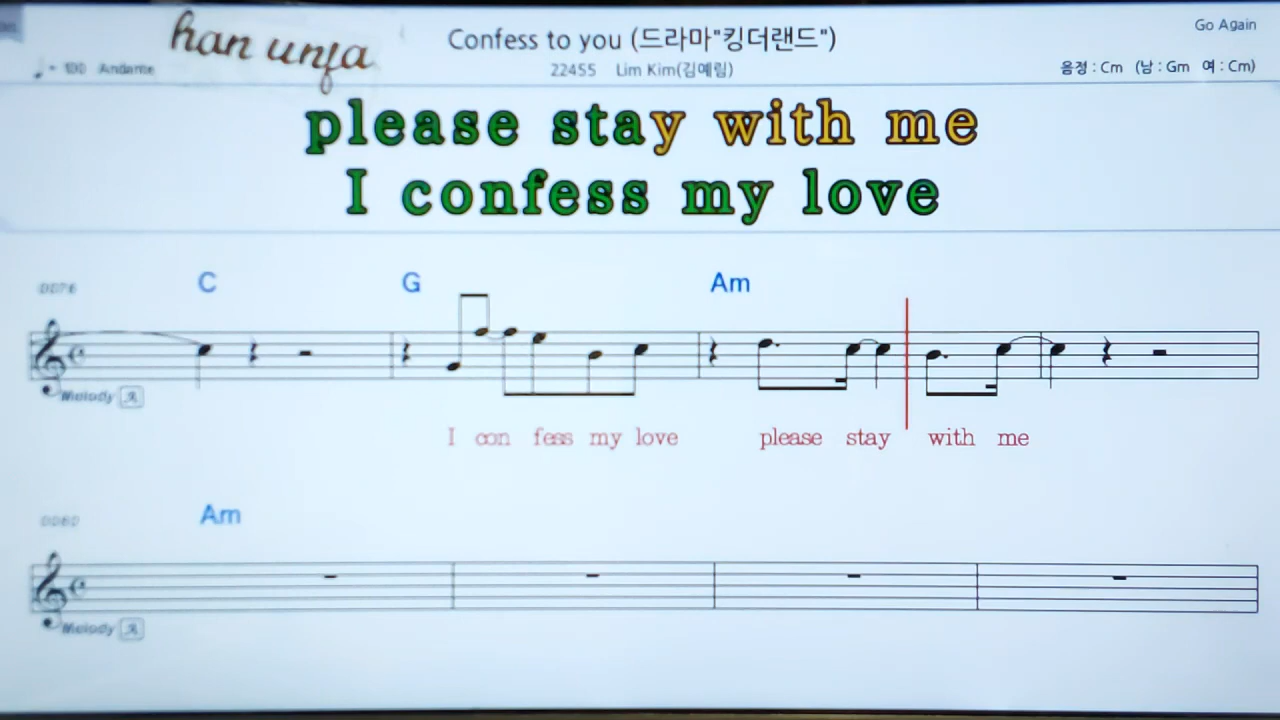 han unja
Confess to you (드라마"킹더랜드")
Go Again
♩ = 100 Andante
22455 Lim Kim(김예림)
음정 : Cm (남 : Gm 여 : Cm)
please stay with me
I confess my love
0076 C G Am
Melody
I con fess my love please stay with me
Am
Melody